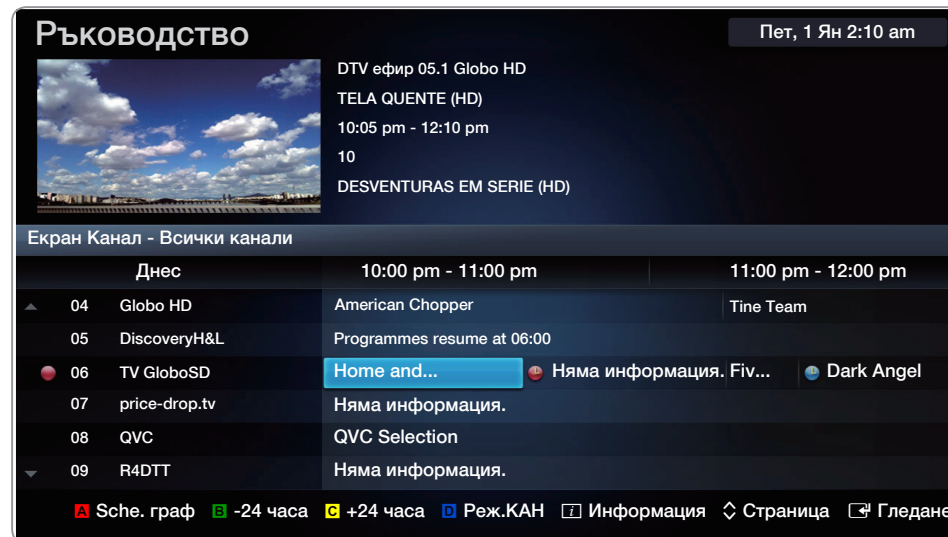 Ръководство
Пет, 1 Ян 2:10 am
DTV ефир 05.1 Globo HD
TELA QUENTE (HD)
10:05 pm - 12:10 pm
10
DESVENTURAS EM SERIE (HD)
Екран Канал - Всички канали
Днес 10:00 pm - 11:00 pm 11:00 pm - 12:00 pm
04 Globo HD American Chopper Tine Team
05 DiscoveryH&L Programmes resume at 06:00
06 TV GloboSD Home and... Няма информация. Fiv... Dark Angel
07 price-drop.tv Няма информация.
08 QVC QVC Selection
09 R4DTT Няма информация.
A Sche. граф B -24 часа C +24 часа D Реж.КАН i Информация Страница Гледане